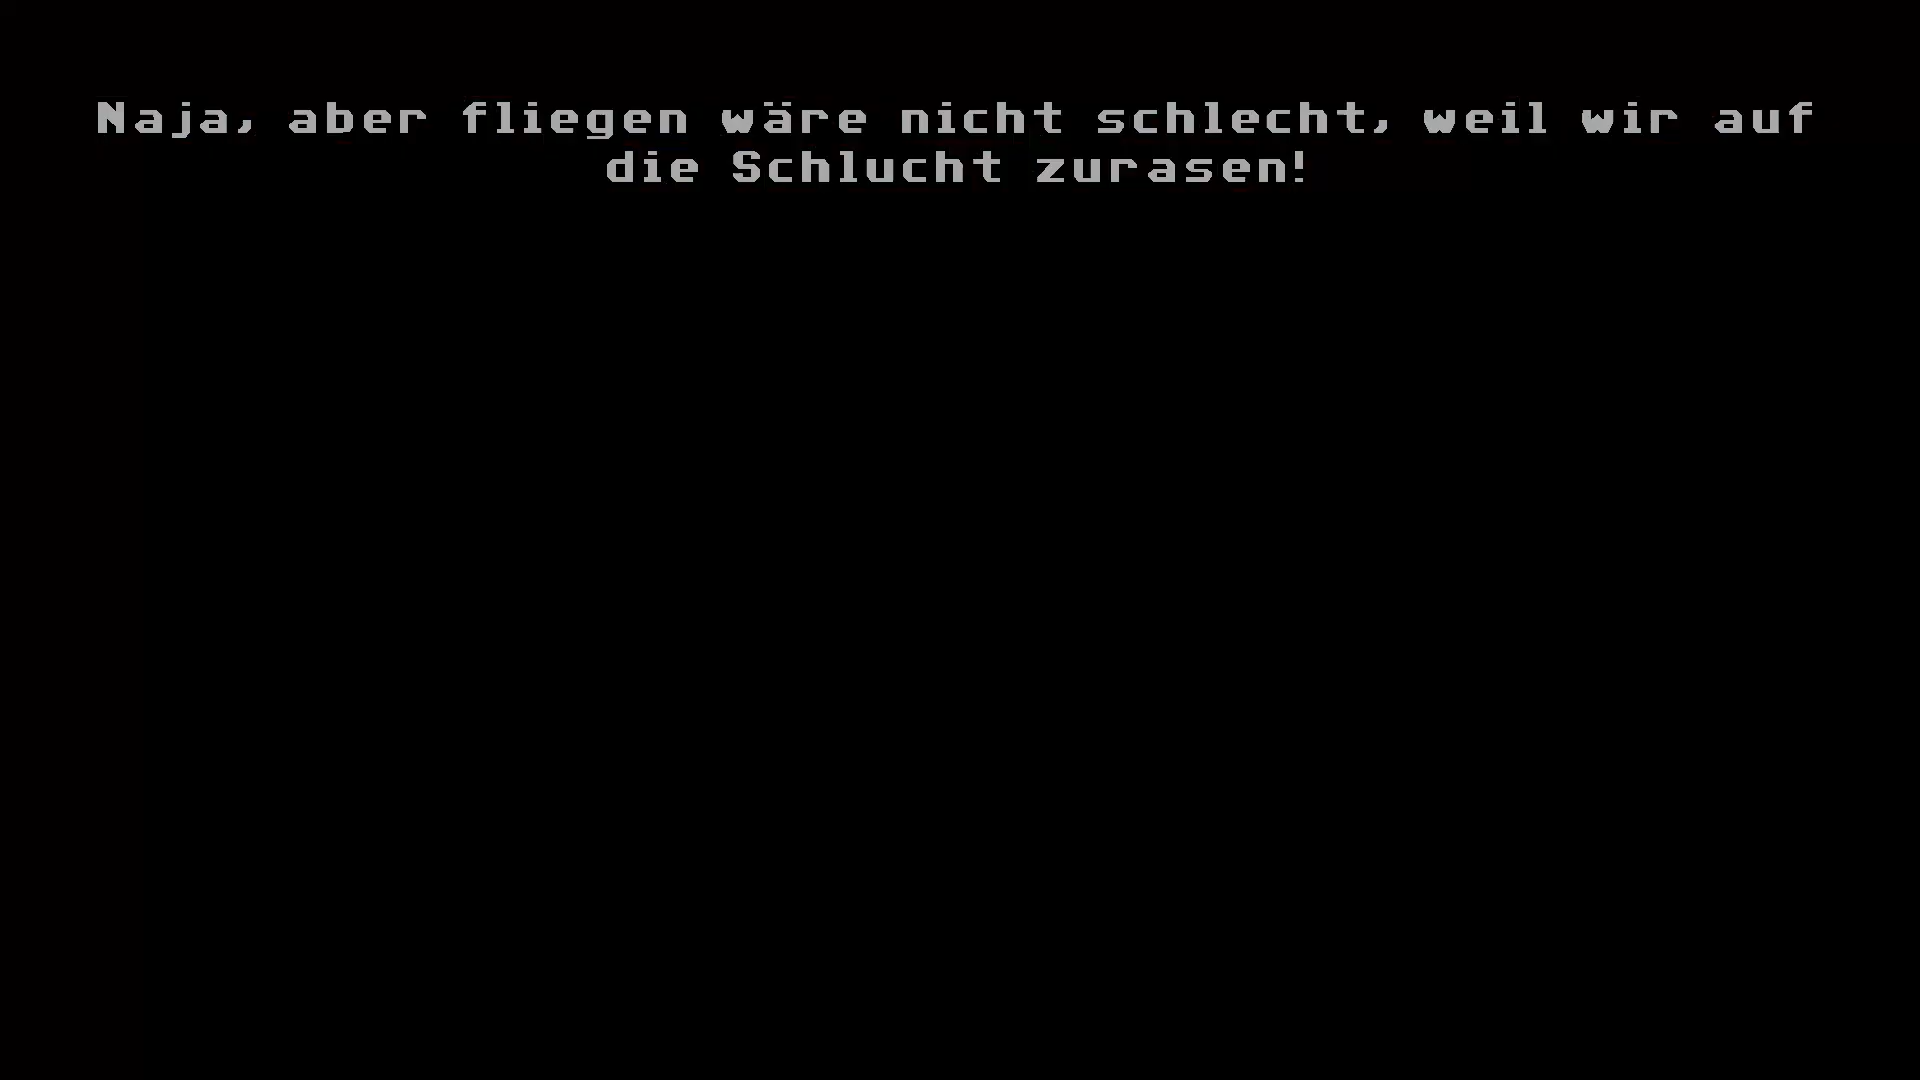 Naja, aber fliegen wäre nicht schlecht, weil wir auf
die Schlucht zurasen!